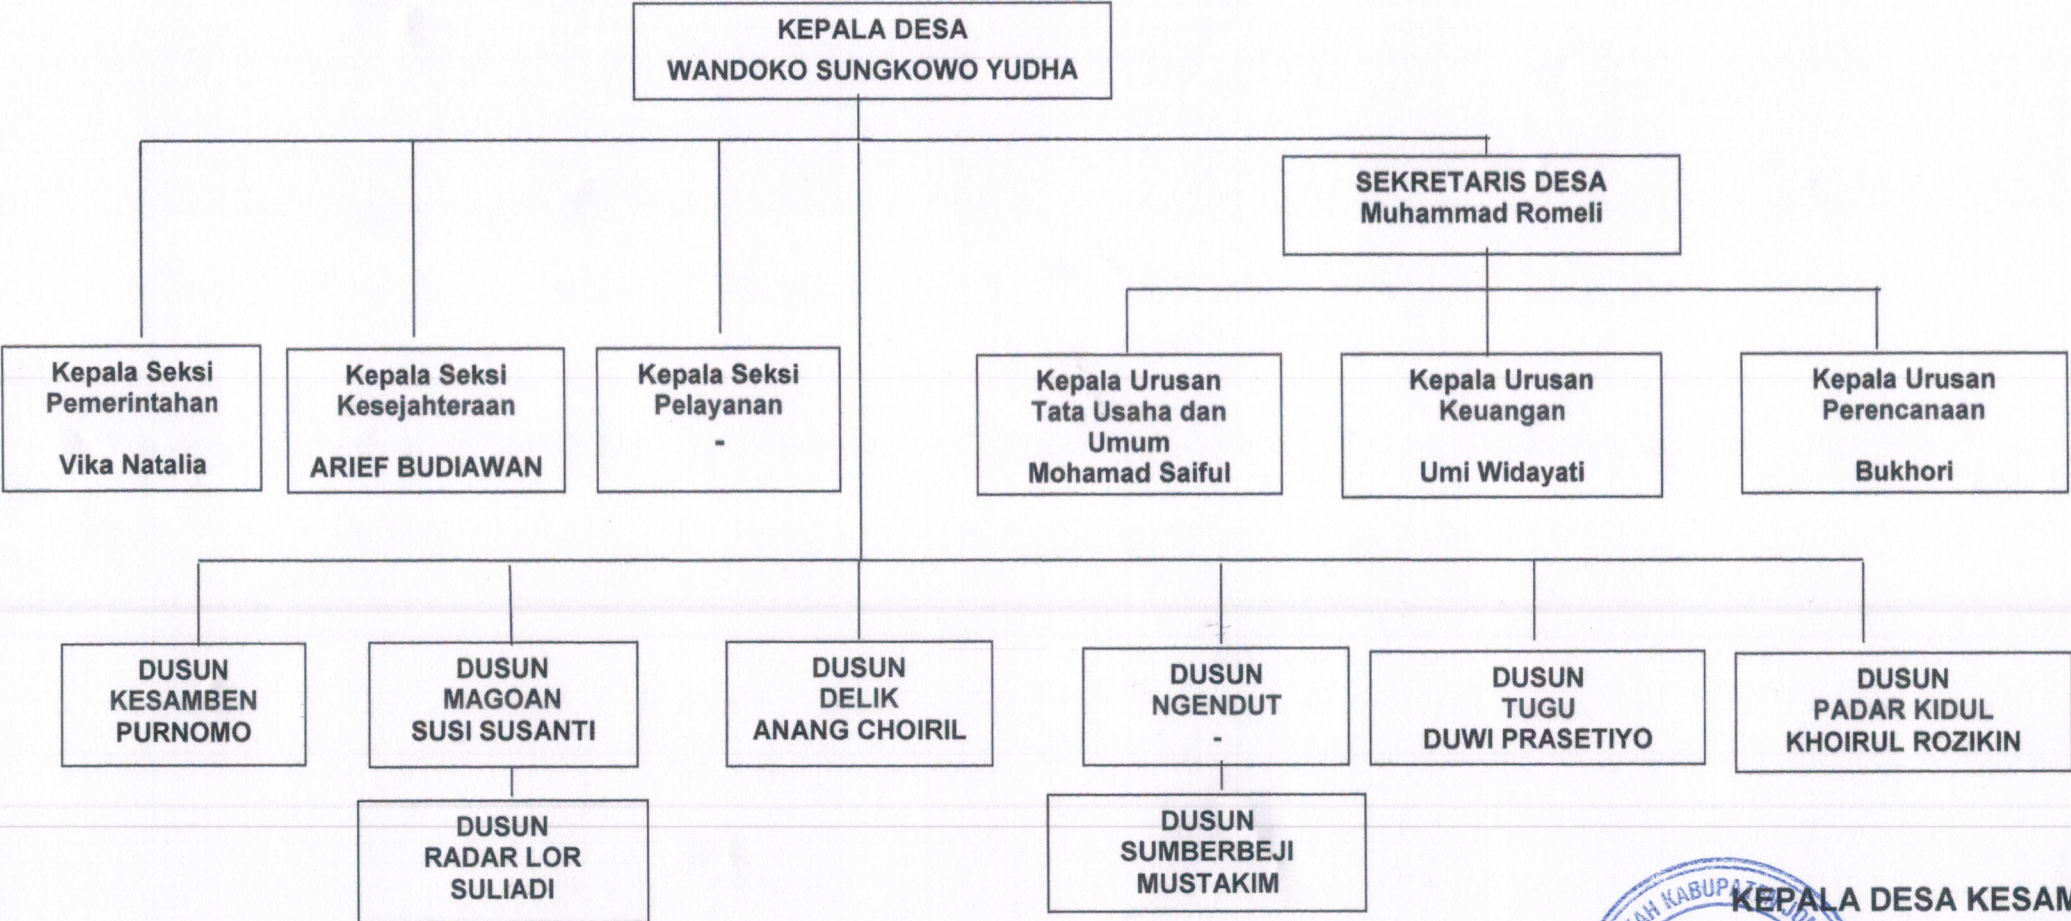 KEPALA DESA
WANDOKO SUNGKOWO YUDHA
SEKRETARIS DESA
Muhammad Romeli
Kepala Seksi
Pemerintahan
Vika Natalia
Kepala Seksi
Kesejahteraan
ARIEF BUDIAWAN
Kepala Seksi
Pelayanan
-
Kepala Urusan
Tata Usaha dan
Umum
Mohamad Saiful
Kepala Urusan
Keuangan
Umi Widayati
Kepala Urusan
Perencanaan
Bukhori
DUSUN
KESAMBEN
PURNOMO
DUSUN
MAGOAN
SUSI SUSANTI
DUSUN
DELIK
ANANG CHOIRIL
DUSUN
NGENDUT
-
DUSUN
TUGU
DUWI PRASETIYO
DUSUN
PADAR KIDUL
KHOIRUL ROZIKIN
DUSUN
RADAR LOR
SULIADI
DUSUN
SUMBERBEJI
MUSTAKIM
KEPALA DESA